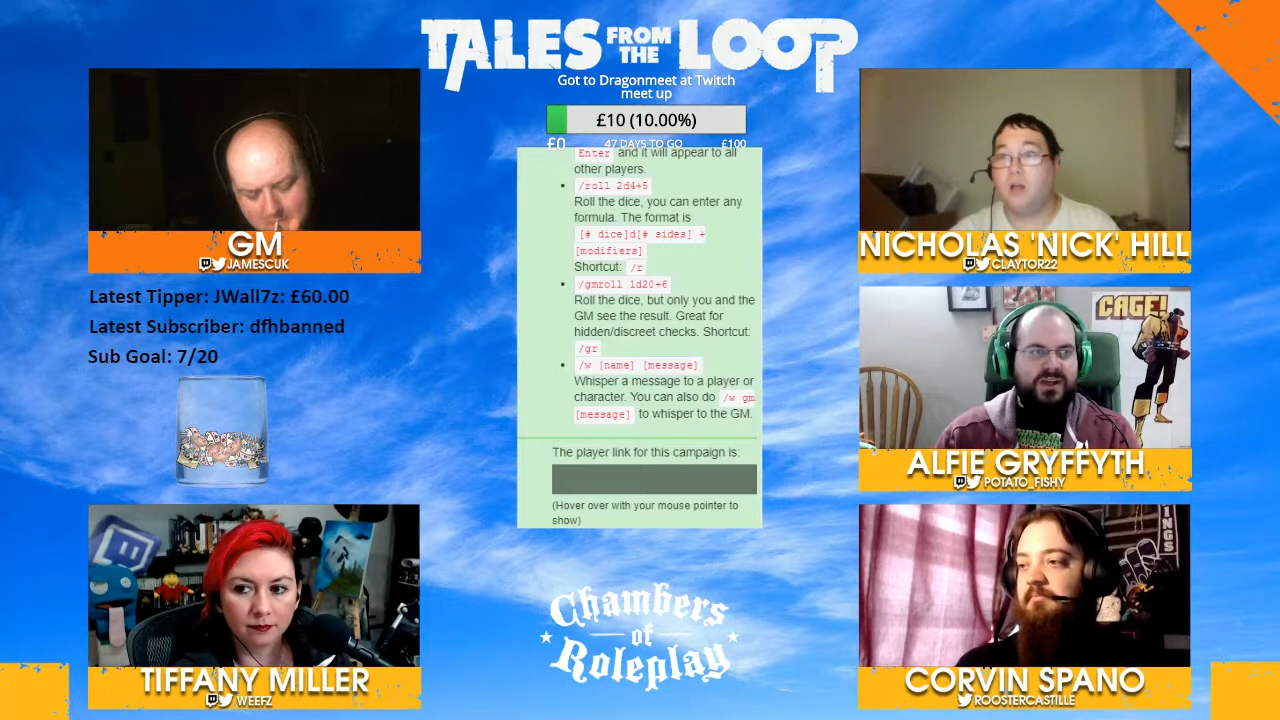 TALES FROM THE LOOP
Got to Dragonmeet at Twitch
meet up
£10 (10.00%)
£0 47 DAYS TO GO £100
GM
JAMESCUK
Latest Tipper: JWall7z: £60.00
Latest Subscriber: dfhbanned
Sub Goal: 7/20
TIFFANY MILLER
WEEFZ
Enter and it will appear to all
other players.
/roll 2d4+5
Roll the dice, you can enter any
formula. The format is
[# dice]d[# sides] +
[modifiers]
Shortcut: /r
/gmroll 1d20+6
Roll the dice, but only you and the
GM see the result. Great for
hidden/discreet checks. Shortcut:
/gr
/w [name] [message]
Whisper a message to a player or
character. You can also do /w gm
[message] to whisper to the GM.
The player link for this campaign is:
(Hover over with your mouse pointer to
show)
Chambers
of
Roleplay
NICHOLAS 'NICK' HILL
CLAYTOR22
CAGE!
ALFIE GRYFFYTH
POTATO_FISHY
INGS
CORVIN SPANO
ROOSTERCASTILLE